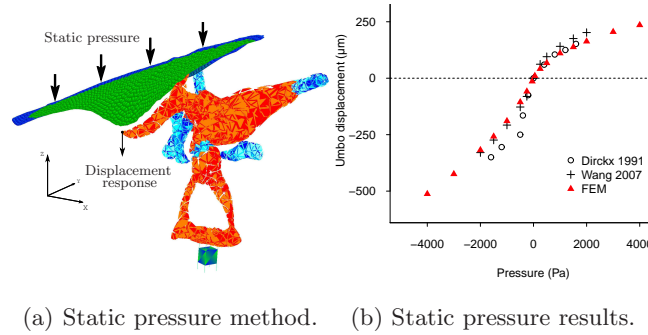 Static pressure
Displacement
response
z
Y
X
Umbo displacement (µm)
200
0
−250
−500
Dirckx 1991
Wang 2007
FEM
−4000 −2000 0 2000 4000
Pressure (Pa)
(a) Static pressure method. (b) Static pressure results.